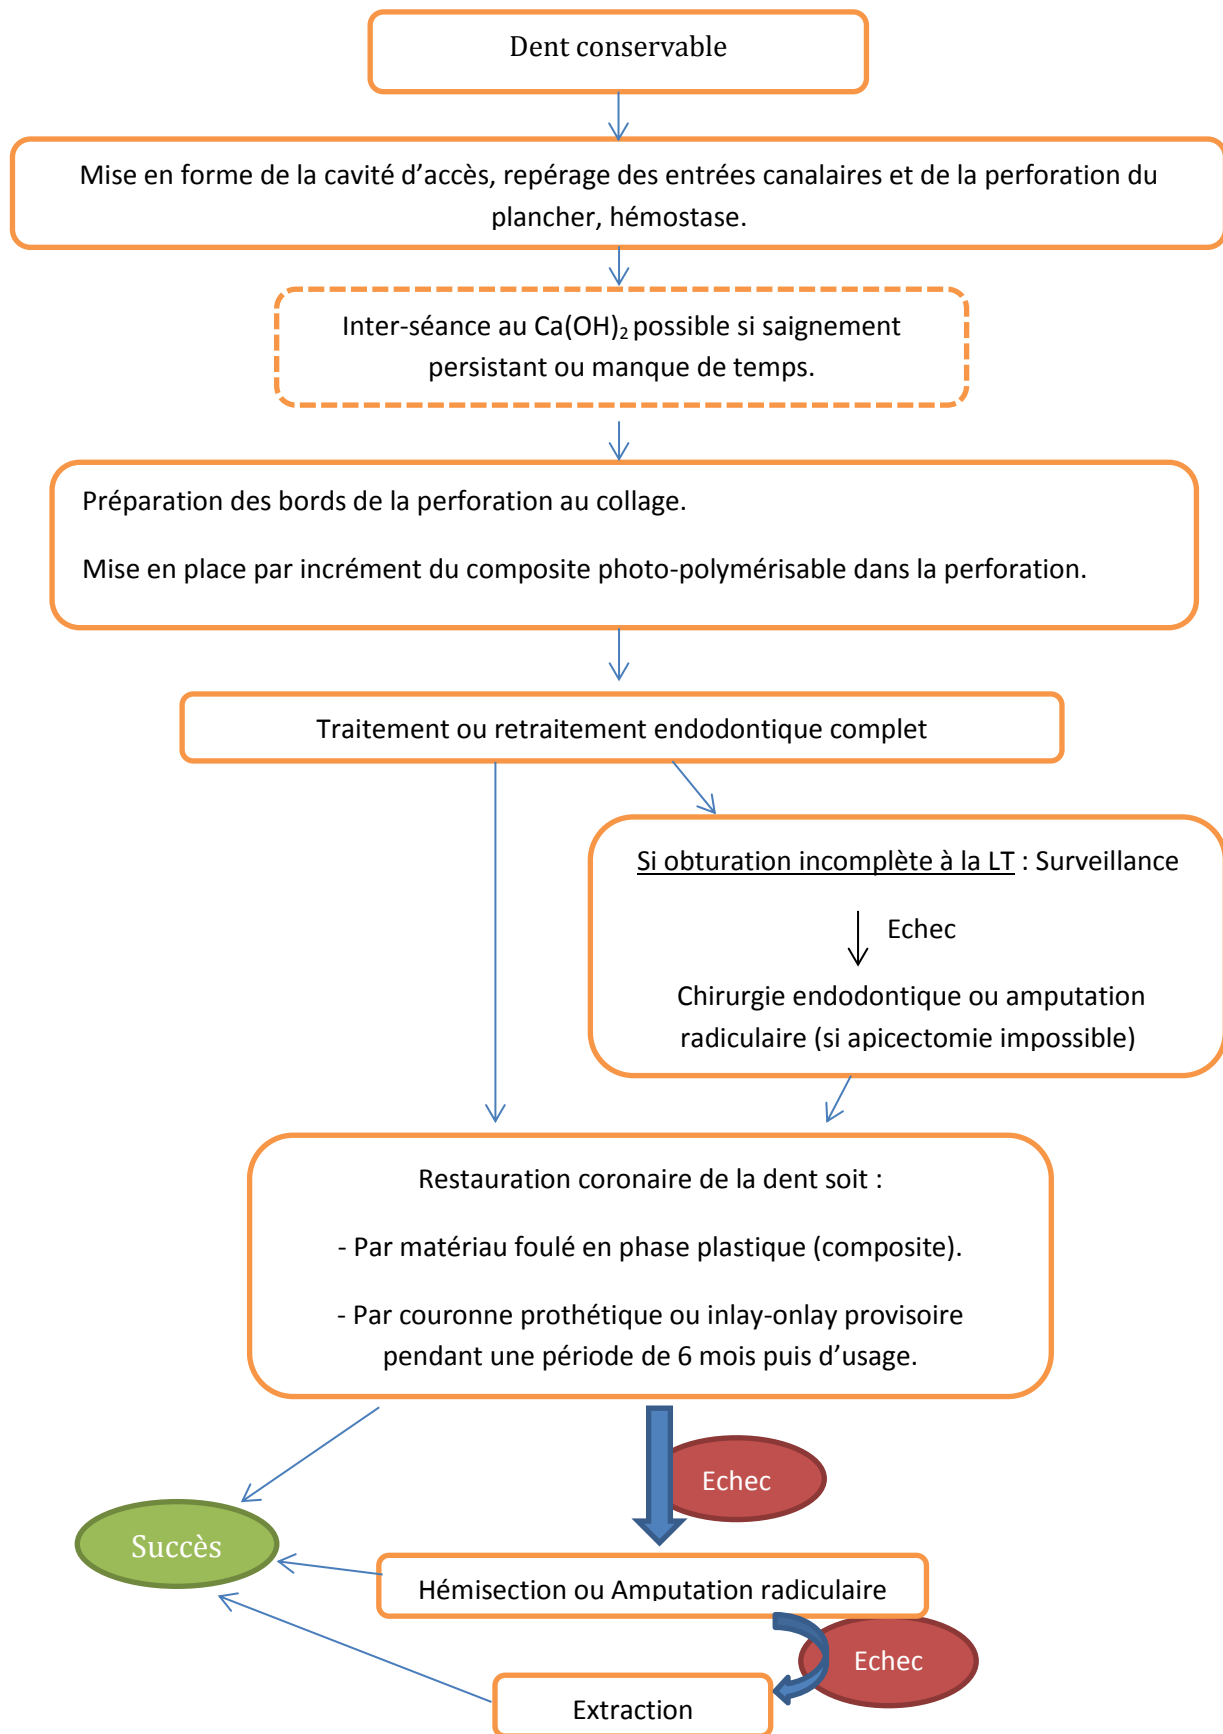 Dent conservable
Mise en forme de la cavité d’accès, repérage des entrées canalaires et de la perforation du
plancher, hémostase.
Inter-séance au Ca(OH)₂ possible si saignement
persistant ou manque de temps.
Préparation des bords de la perforation au collage.
Mise en place par incrément du composite photo-polymérisable dans la perforation.
Traitement ou retraitement endodontique complet
Si obturation incomplète à la LT : Surveillance
Echec
Chirurgie endodontique ou amputation
radiculaire (si apicectomie impossible)
Restauration coronaire de la dent soit :
- Par matériau foulé en phase plastique (composite).
- Par couronne prothétique ou inlay-onlay provisoire
pendant une période de 6 mois puis d’usage.
Echec
Succès
Hémisection ou Amputation radiculaire
Echec
Extraction